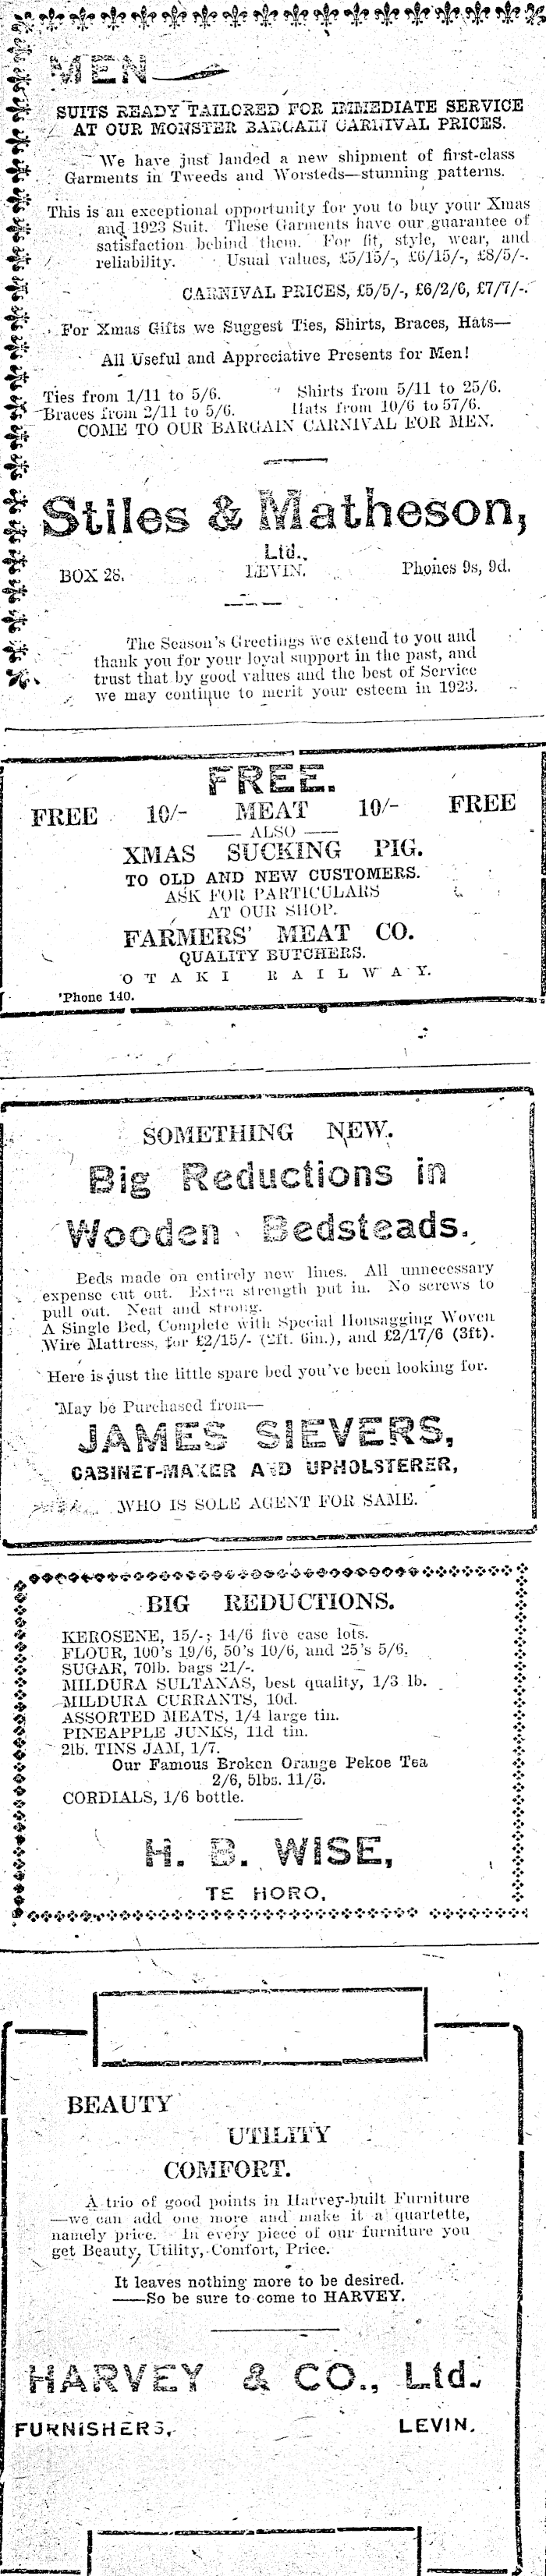 MEN
SUITS READY TAILORED FOR IMMEDIATE SERVICE
AT OUR MONSTER BARGAIN CARNIVAL PRICES.
We have just landed a new shipment of first-class
Garments in Tweeds and Worsteds—stunning patterns.
This is an exceptional opportunity for you to buy your Xmas
and 1923 Suit. These Garments have our guarantee of
satisfaction behind them. For fit, style, wear, and
reliability. Usual values, £5/15/-, £6/15/-, £8/5/-.
CARNIVAL PRICES, £5/5/-, £6/2/6, £7/7/-.
For Xmas Gifts we Suggest Ties, Shirts, Braces, Hats—
All Useful and Appreciative Presents for Men!
Ties from 1/11 to 5/6. Shirts from 5/11 to 25/6.
Braces from 2/11 to 5/6. Hats from 10/6 to 57/6.
COME TO OUR BARGAIN CARNIVAL FOR MEN.
Stiles & Matheson,
Ltd.,
BOX 28. LEVIN. Phones 9s, 9d.
The Season's Greetings we extend to you and
thank you for your loyal support in the past, and
trust that by good values and the best of Service
we may continue to merit your esteem in 1923.
FREE.
FREE 10/- MEAT 10/- FREE
—— ALSO ——
XMAS SUCKING PIG.
TO OLD AND NEW CUSTOMERS.
ASK FOR PARTICULARS
AT OUR SHOP.
FARMERS' MEAT CO.
QUALITY BUTCHERS.
OTAKI RAILWAY.
'Phone 140.
SOMETHING NEW.
Big Reductions in
Wooden Bedsteads.
Beds made on entirely new lines. All unnecessary
expense cut out. Extra strength put in. No screws to
pull out. Neat and strong.
A Single Bed, Complete with Special Honsagging Woven
Wire Mattress, for £2/15/- (2ft. 6in.), and £2/17/6 (3ft).
Here is just the little spare bed you've been looking for.
May be Purchased from—
JAMES SIEVERS,
CABINET-MAKER AND UPHOLSTERER,
WHO IS SOLE AGENT FOR SAME.
BIG REDUCTIONS.
KEROSENE, 15/-; 14/6 five case lots.
FLOUR, 100's 19/6, 50's 10/6, and 25's 5/6.
SUGAR, 70lb. bags 21/-.
MILDURA SULTANAS, best quality, 1/3 lb.
MILDURA CURRANTS, 10d.
ASSORTED MEATS, 1/4 large tin.
PINEAPPLE JUNKS, 11d tin.
2lb. TINS JAM, 1/7.
Our Famous Broken Orange Pekoe Tea
2/6, 5lbs.
CORDIALS, 1/6 bottle.
H. B. WISE,
TE HORO.
BEAUTY
UTILITY
COMFORT.
A trio of good points in Harvey-built Furniture
—we can add one more and make it a quartette,
namely price. In every piece of our furniture you
get Beauty, Utility, Comfort, Price.
It leaves nothing more to be desired.
——So be sure to come to HARVEY.
HARVEY & CO., Ltd.
FURNISHERS, LEVIN.